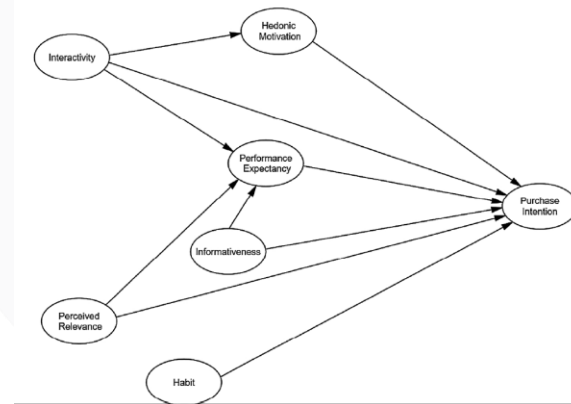 Hedonic
Motivation
Interactivity
Performance
Expectancy
Purchase
Intention
Informativeness
Perceived
Relevance
Habit